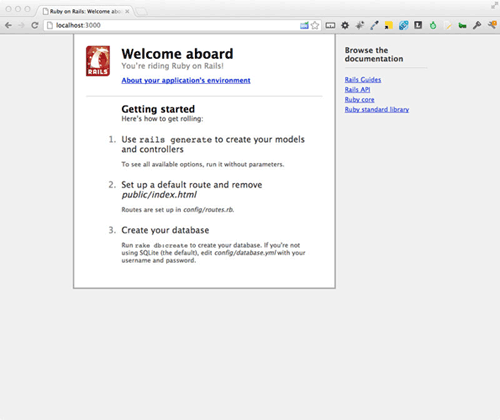 Ruby on Rails: Welcome aboa
localhost:3000
RAILS
Welcome aboard
You're riding Ruby on Rails!
About your application's environment
Getting started
Here's how to get rolling:
1. Use rails generate to create your models
and controllers
To see all available options, run it without parameters.
2. Set up a default route and remove
public/index.html
Routes are set up in config/routes.rb.
3. Create your database
Run rake db:create to create your database. If you're not
using SQLite (the default), edit config/database.yml with your
username and password.
Browse the
documentation
Rails Guides
Rails API
Ruby core
Ruby standard library